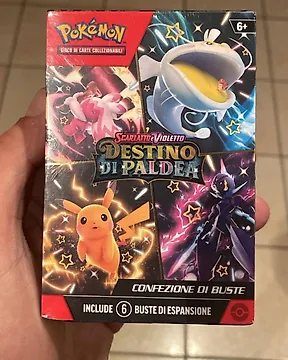 POKéMON
GIOCO DI CARTE COLLEZIONABILI
6+
SCARLATTO E VIOLETTO
DESTINO
DI PALDEA
CONFEZIONE DI BUSTE
INCLUDE 6 BUSTE DI ESPANSIONE